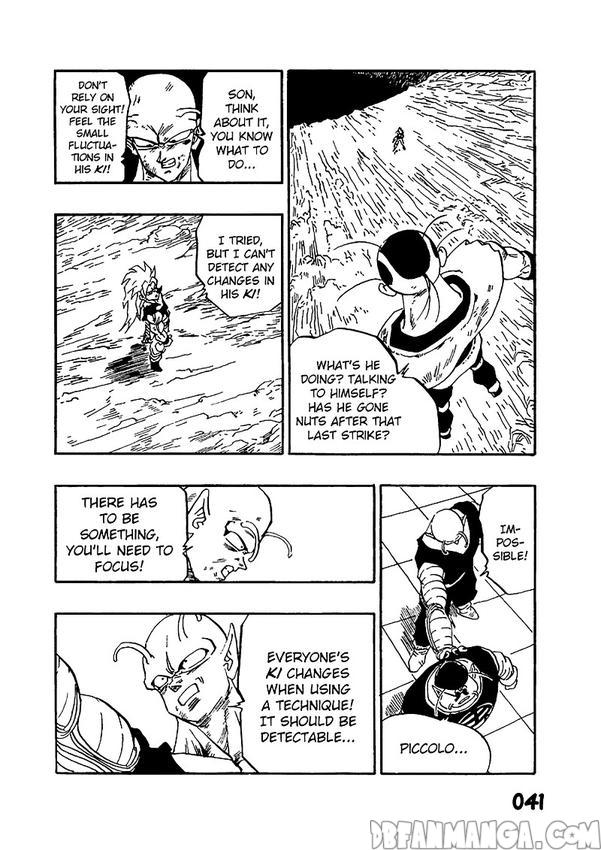 WHAT'S HE
DOING? TALKING
TO HIMSELF?
HAS HE GONE
NUTS AFTER THAT
LAST STRIKE?
SON,
THINK
ABOUT IT,
YOU KNOW
WHAT TO
DO...
DON'T
RELY ON
YOUR SIGHT!
FEEL THE
SMALL
FLUCTUA-
TIONS IN
HIS KI!
I TRIED,
BUT I CAN'T
DETECT ANY
CHANGES IN
HIS KI!
IM-
POS-
SIBLE!
PICCOLO...
THERE HAS
TO BE
SOMETHING,
YOU'LL NEED TO
FOCUS!
EVERYONE'S
KI CHANGES
WHEN USING
A TECHNIQUE!
IT SHOULD BE
DETECTABLE...
041
DBFANMANGA.COM